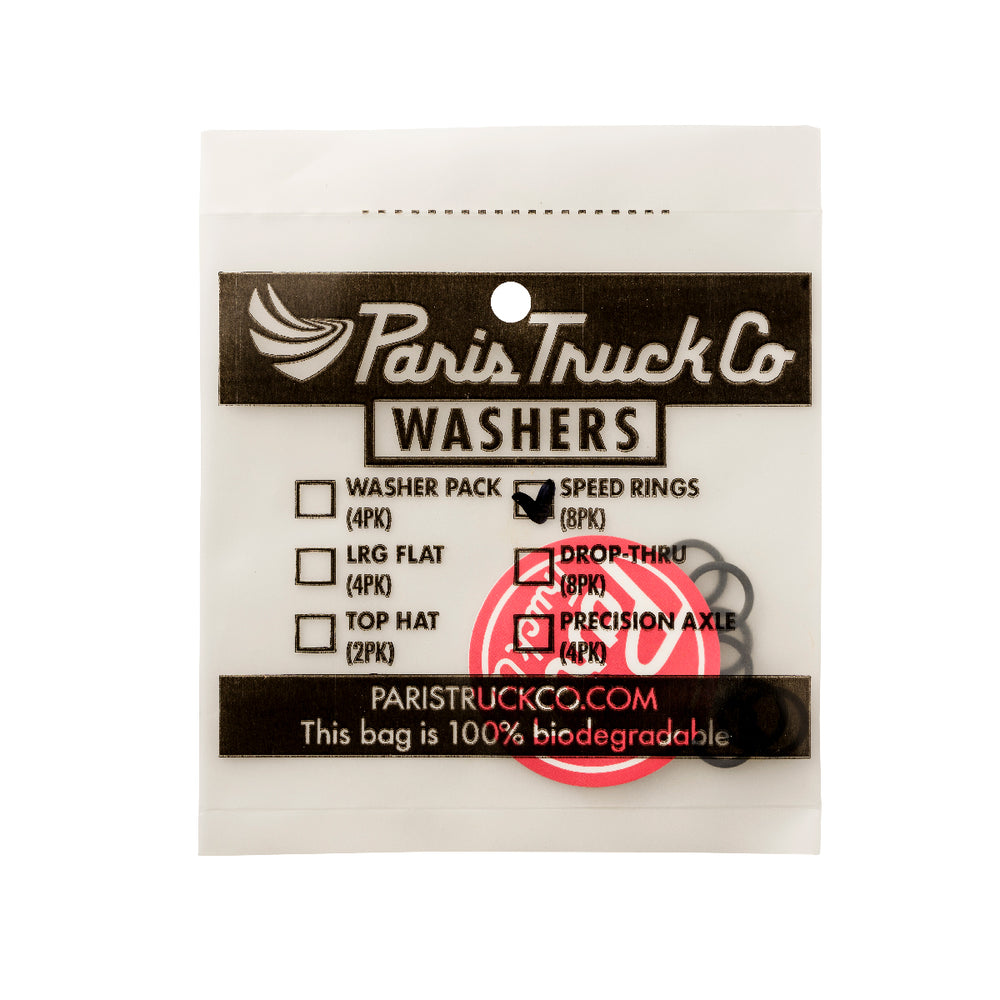 Paris Truck Co
WASHERS
WASHER PACK
(4PK)
LRG FLAT
(4PK)
TOP HAT
(2PK)
SPEED RINGS
(8PK)
DROP-THRU
(8PK)
PRECISION AXLE
(4PK)
PARISTRUCKCO.COM
This bag is 100% biodegradable